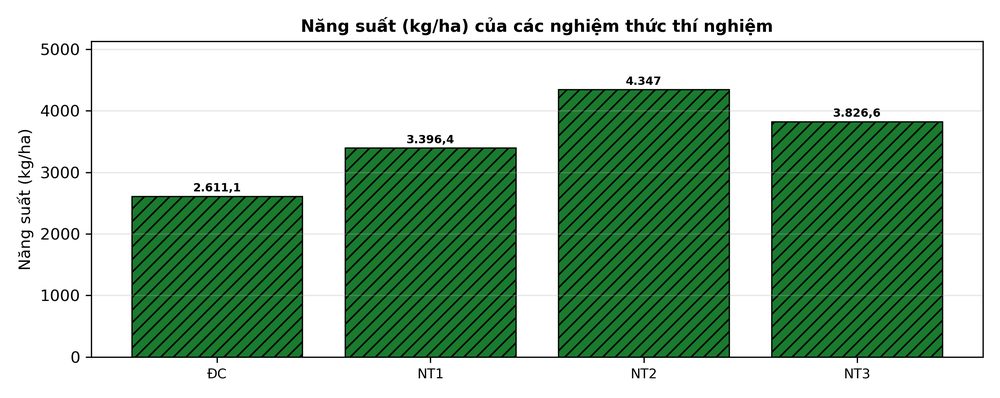 Năng suất (kg/ha) của các nghiệm thức thí nghiệm
Năng suất (kg/ha)
5000
4000
3000
2000
1000
0
2.611,1
3.396,4
4.347
3.826,6
ĐC
NT1
NT2
NT3